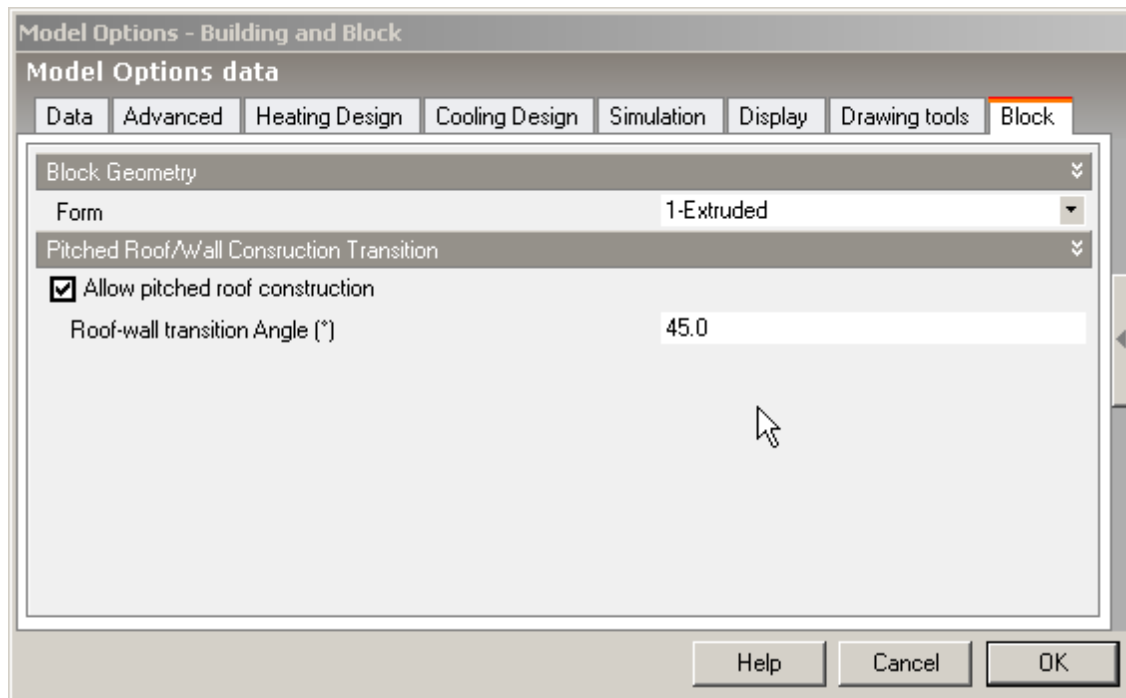 Model Options - Building and Block
Model Options data
Data Advanced Heating Design Cooling Design Simulation Display Drawing tools Block
Block Geometry
Form 1-Extruded
Pitched Roof/Wall Consruction Transition
Allow pitched roof construction
Roof-wall transition Angle (°) 45.0
Help Cancel OK